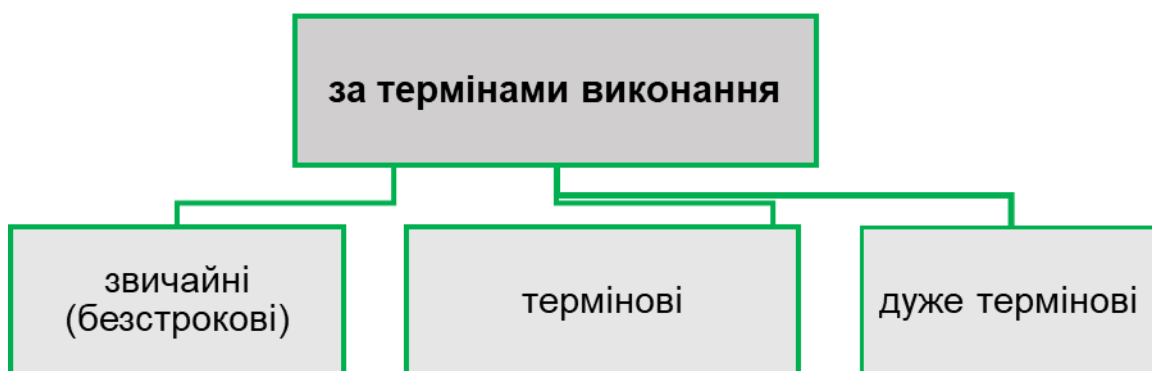 за термінами виконання
звичайні
(безстрокові)
термінові
дуже термінові